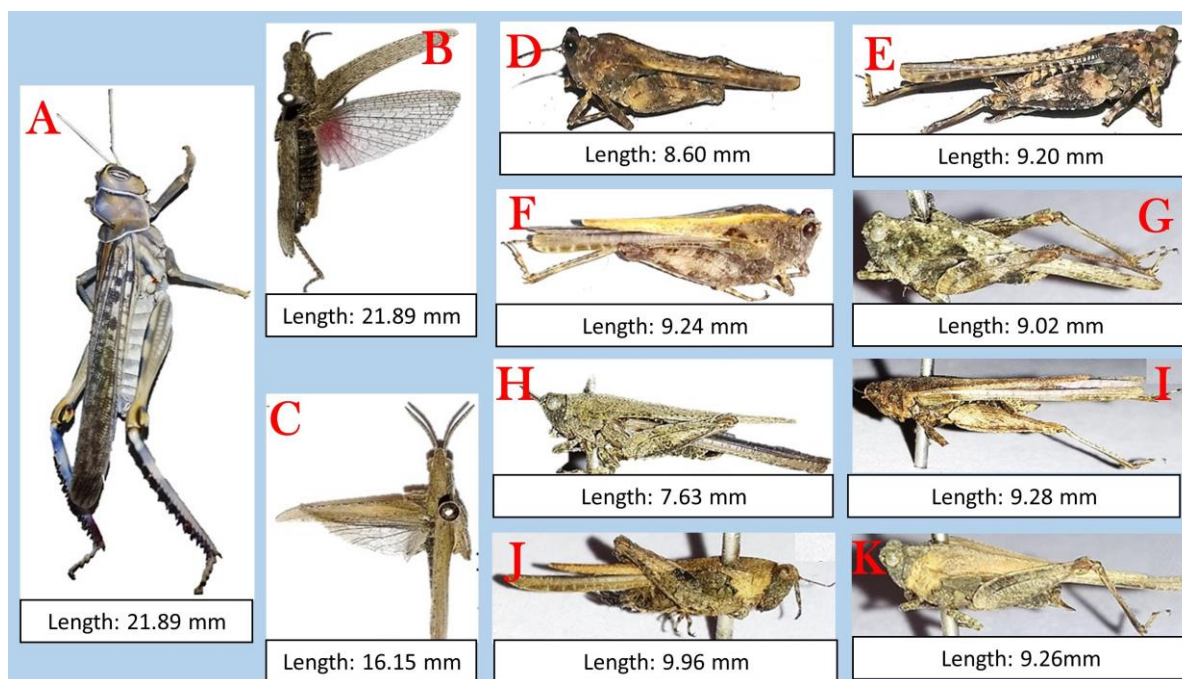 A
Length: 21.89 mm
B
Length: 21.89 mm
C
Length: 16.15 mm
D
Length: 8.60 mm
E
Length: 9.20 mm
F
Length: 9.24 mm
G
Length: 9.02 mm
H
Length: 7.63 mm
I
Length: 9.28 mm
J
Length: 9.96 mm
K
Length: 9.26mm